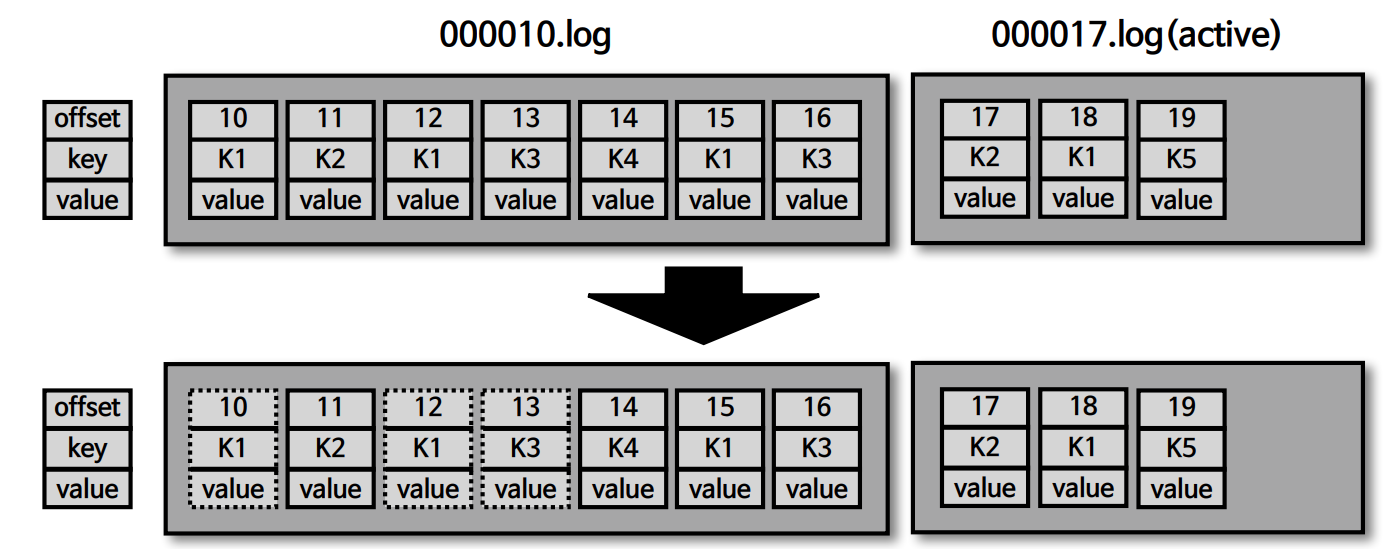 000010.log 000017.log(active)
offset 10 11 12 13 14 15 16 17 18 19
key K1 K2 K1 K3 K4 K1 K3 K2 K1 K5
value value value value value value value value value value value
offset 10 11 12 13 14 15 16 17 18 19
key K1 K2 K1 K3 K4 K1 K3 K2 K1 K5
value value value value value value value value value value value